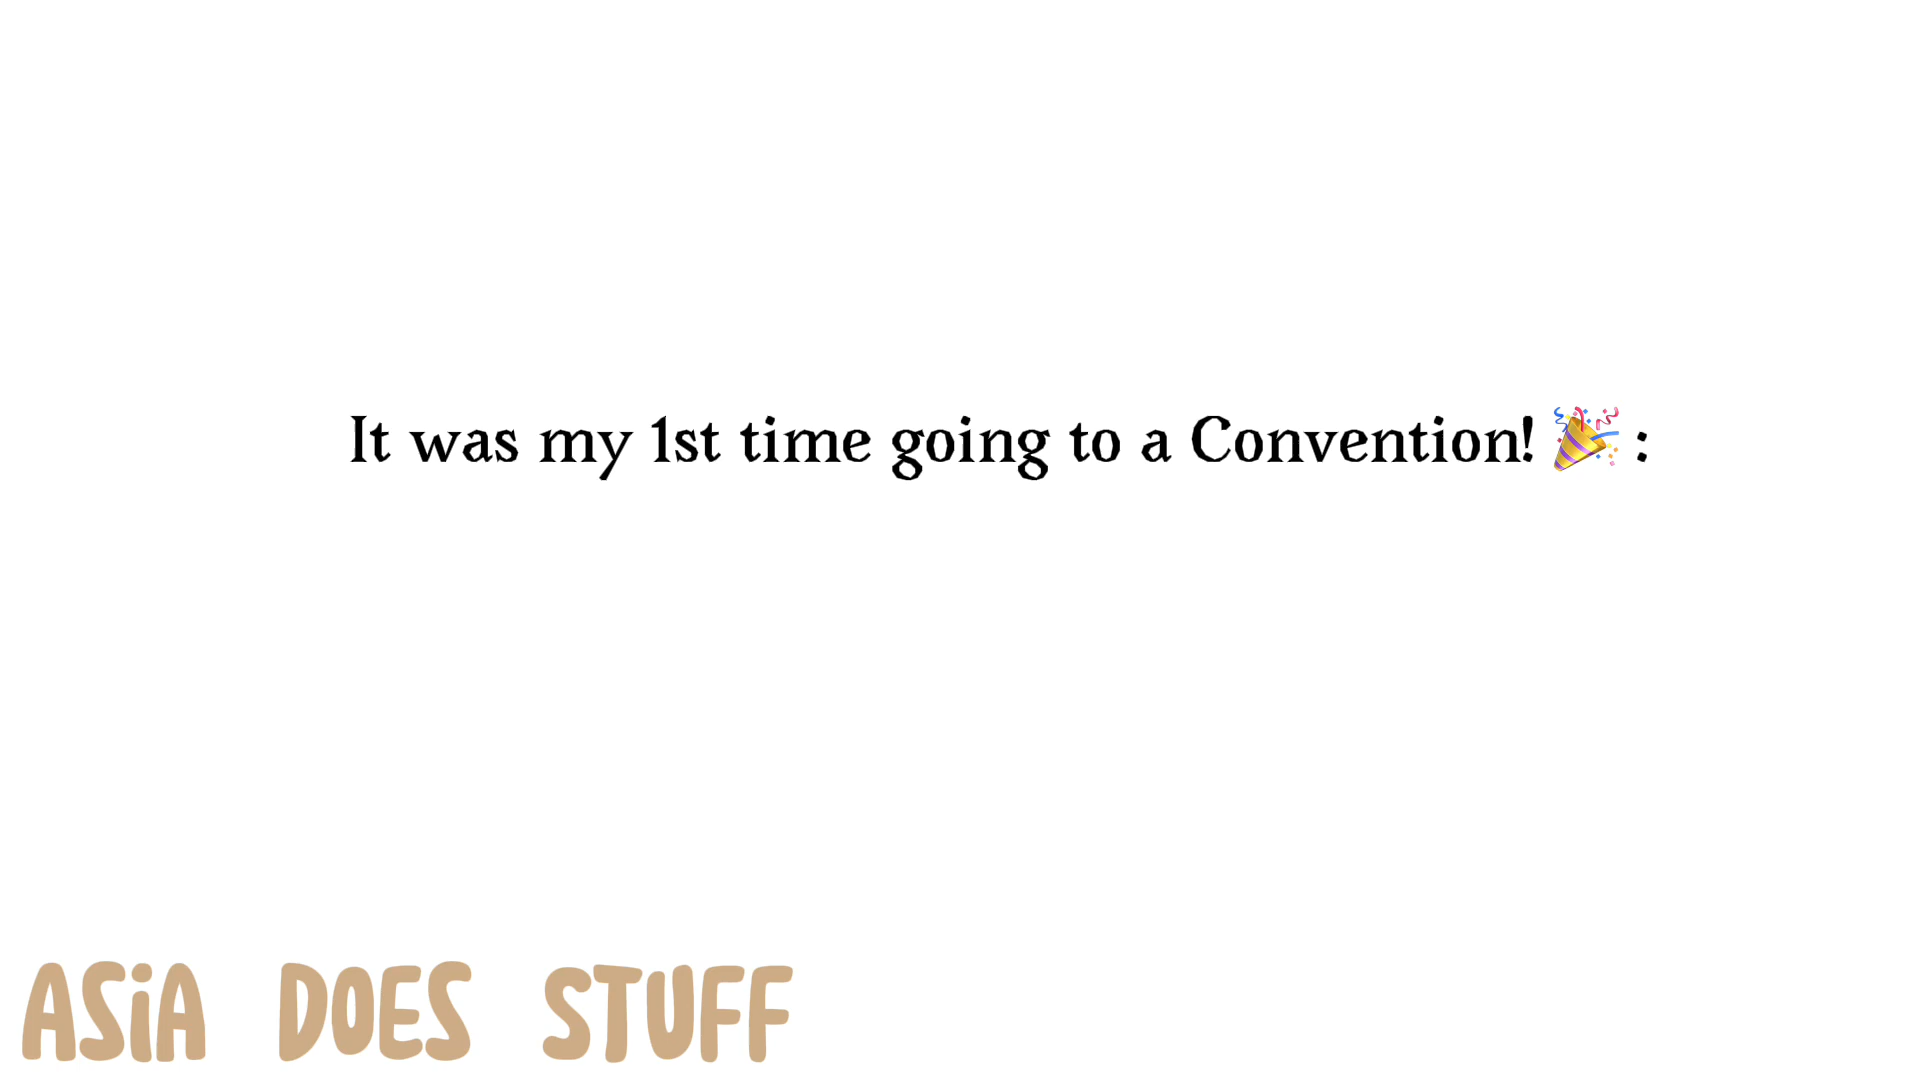 It was my 1st time going to a Convention! 🎉 :
ASiA DOES STUFF